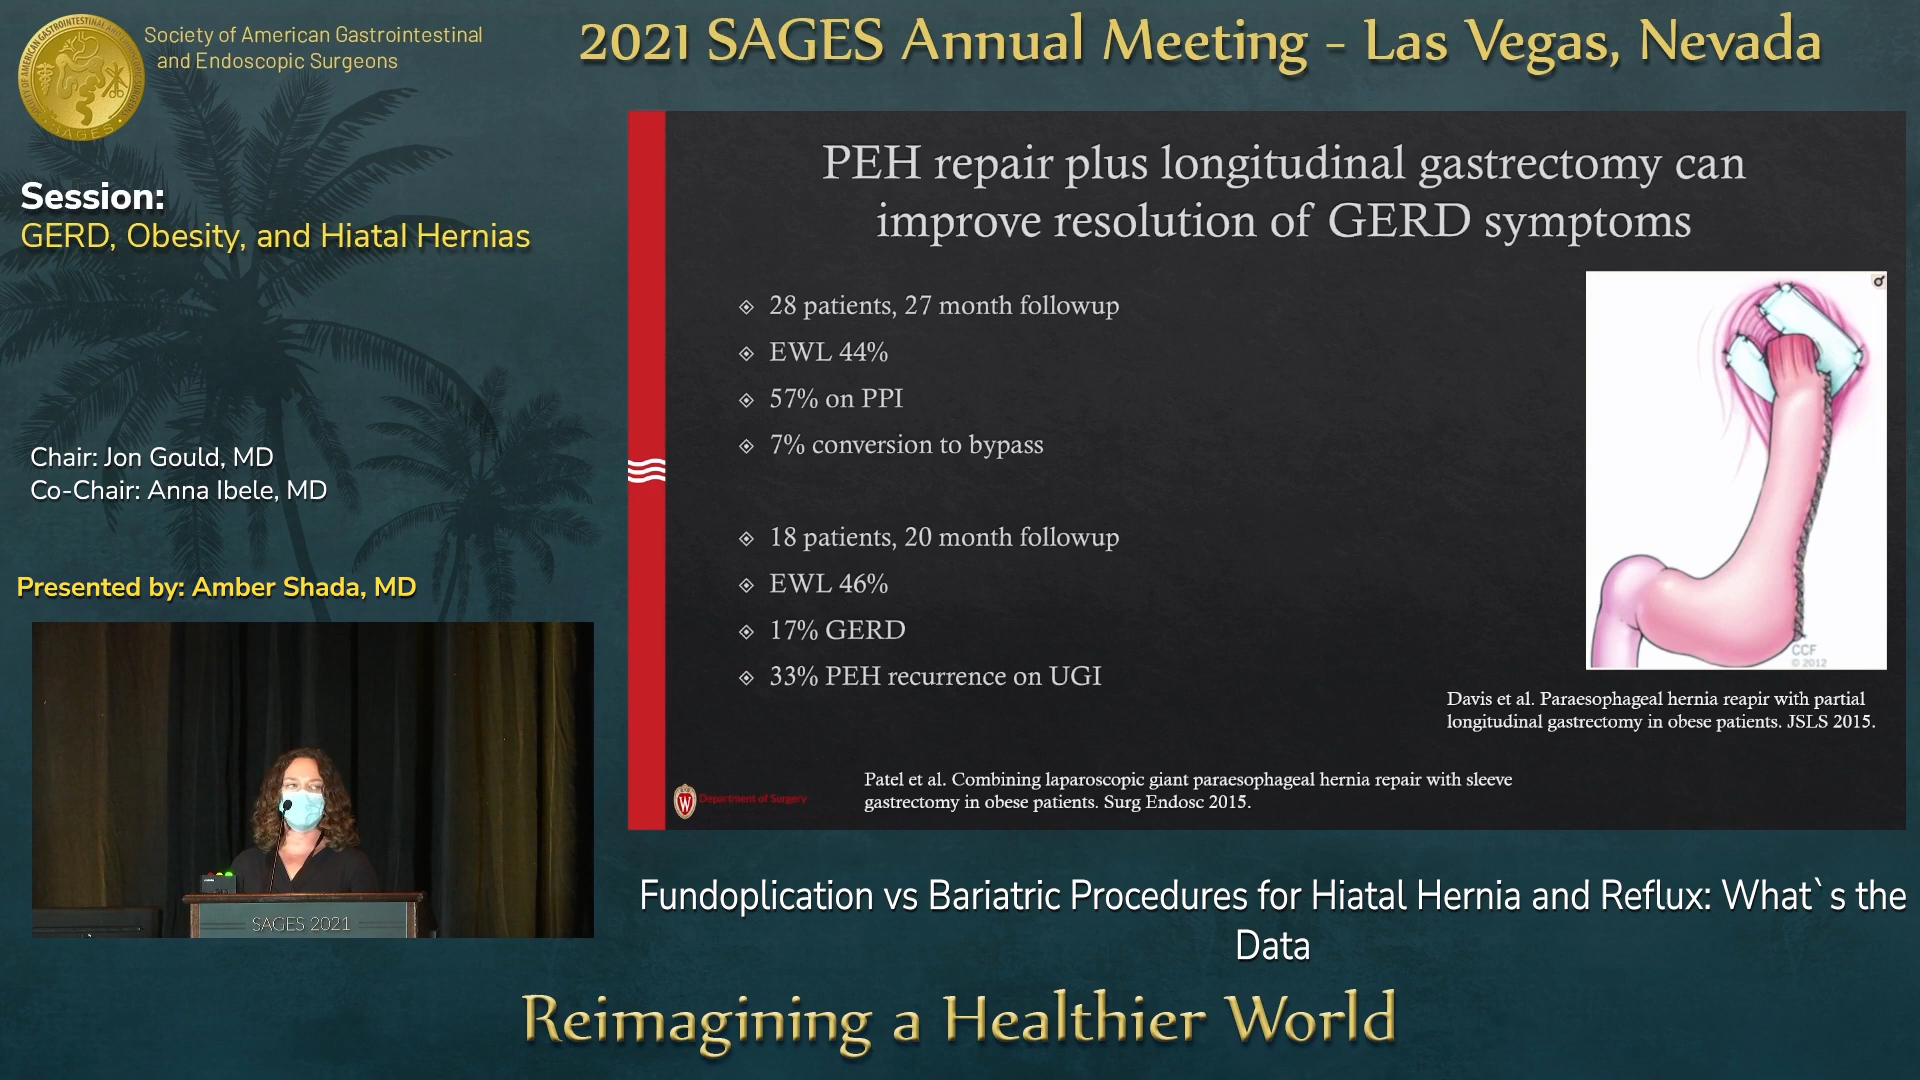 Society of American Gastrointestinal
and Endoscopic Surgeons
SAGES
2021 SAGES Annual Meeting - Las Vegas, Nevada
Session:
GERD, Obesity, and Hiatal Hernias
Chair: Jon Gould, MD
Co-Chair: Anna Ibele, MD
Presented by: Amber Shada, MD
SAGES 2021
PEH repair plus longitudinal gastrectomy can
improve resolution of GERD symptoms
28 patients, 27 month followup
EWL 44%
57% on PPI
7% conversion to bypass
18 patients, 20 month followup
EWL 46%
17% GERD
33% PEH recurrence on UGI
CCF
© 2012
Davis et al. Paraesophageal hernia reapir with partial
longitudinal gastrectomy in obese patients. JSLS 2015.
Patel et al. Combining laparoscopic giant paraesophageal hernia repair with sleeve
gastrectomy in obese patients. Surg Endosc 2015.
W
Department of Surgery
Fundoplication vs Bariatric Procedures for Hiatal Hernia and Reflux: What`s the
Data
Reimagining a Healthier World